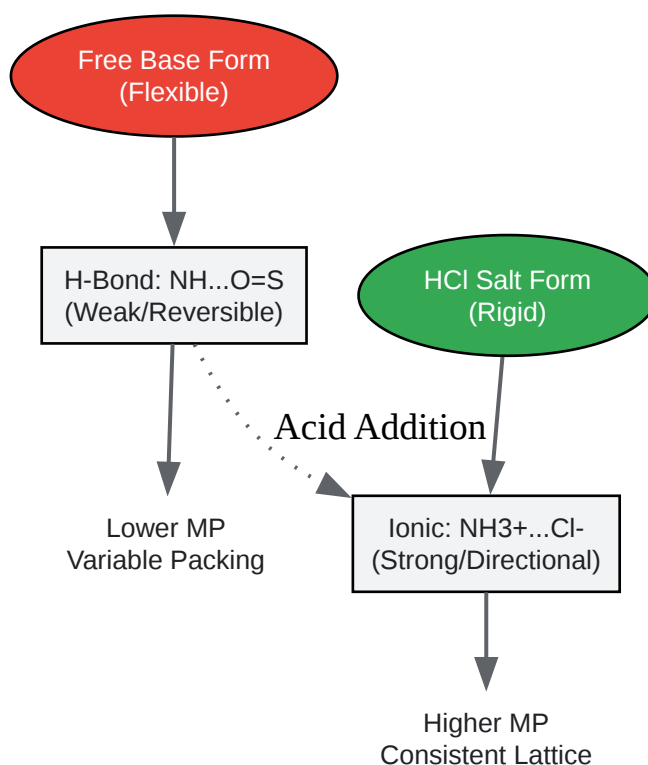 Free Base Form
(Flexible)
H-Bond: NH...O=S
(Weak/Reversible)
HCl Salt Form
(Rigid)
Acid Addition
Lower MP
Variable Packing
Ionic: NH3+...Cl-
(Strong/Directional)
Higher MP
Consistent Lattice